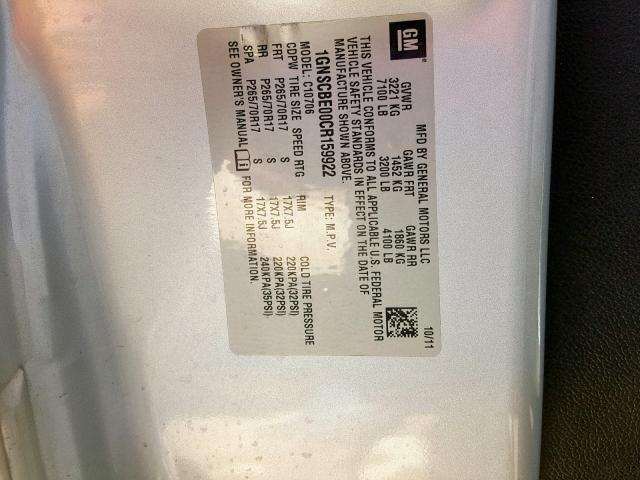 GM
MFD BY GENERAL MOTORS LLC 10/11
GVWR GAWR FRT GAWR RR
3221 KG 1452 KG 1860 KG
7100 LB 3200 LB 4100 LB
THIS VEHICLE CONFORMS TO ALL APPLICABLE U.S. FEDERAL MOTOR
VEHICLE SAFETY STANDARDS IN EFFECT ON THE DATE OF
MANUFACTURE SHOWN ABOVE.
1GNSCBE00CR159922 TYPE: M.P.V.
MODEL: C10706
CDPW TIRE SIZE SPEED RTG RIM COLD TIRE PRESSURE
FRT P265/70R17 S 17X7.5J 220KPA(32PSI)
RR P265/70R17 S 17X7.5J 220KPA(32PSI)
SPA P265/70R17 S 17X7.5J 240KPA(35PSI)
SEE OWNER'S MANUAL i FOR MORE INFORMATION.